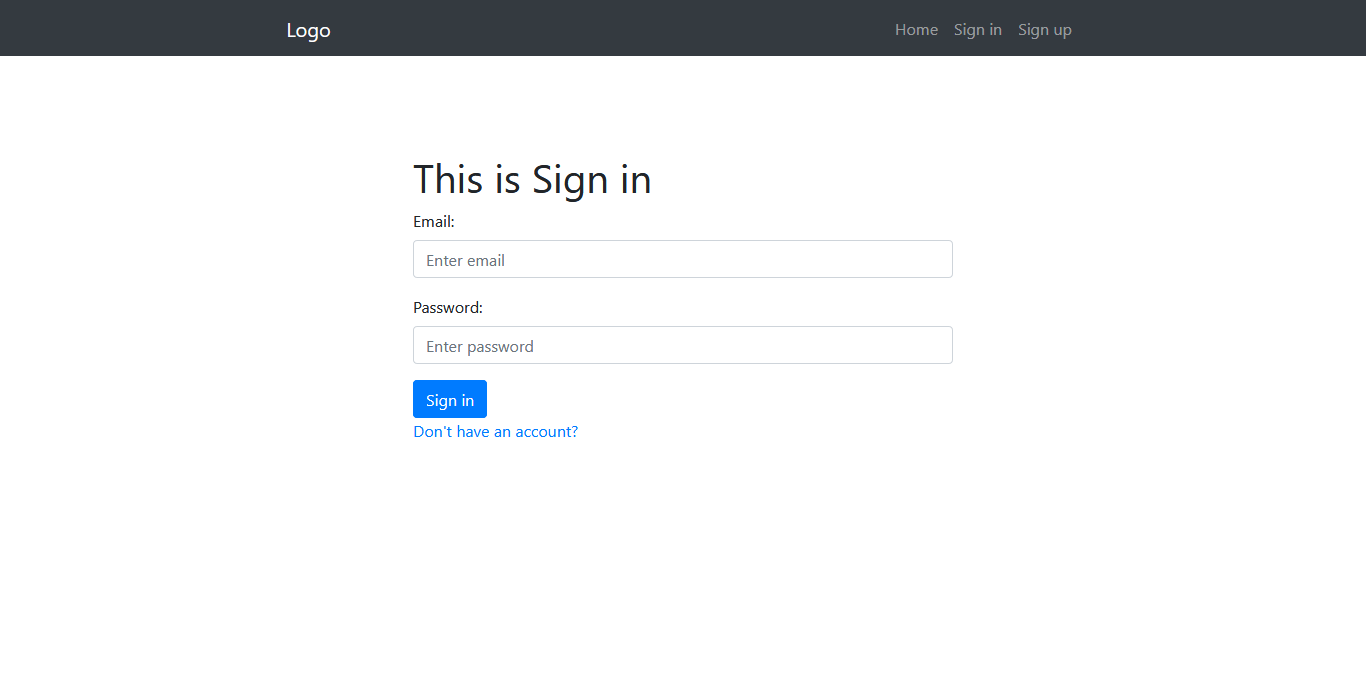 Logo Home Sign in Sign up
This is Sign in
Email:
Enter email
Password:
Enter password
Sign in
Don't have an account?